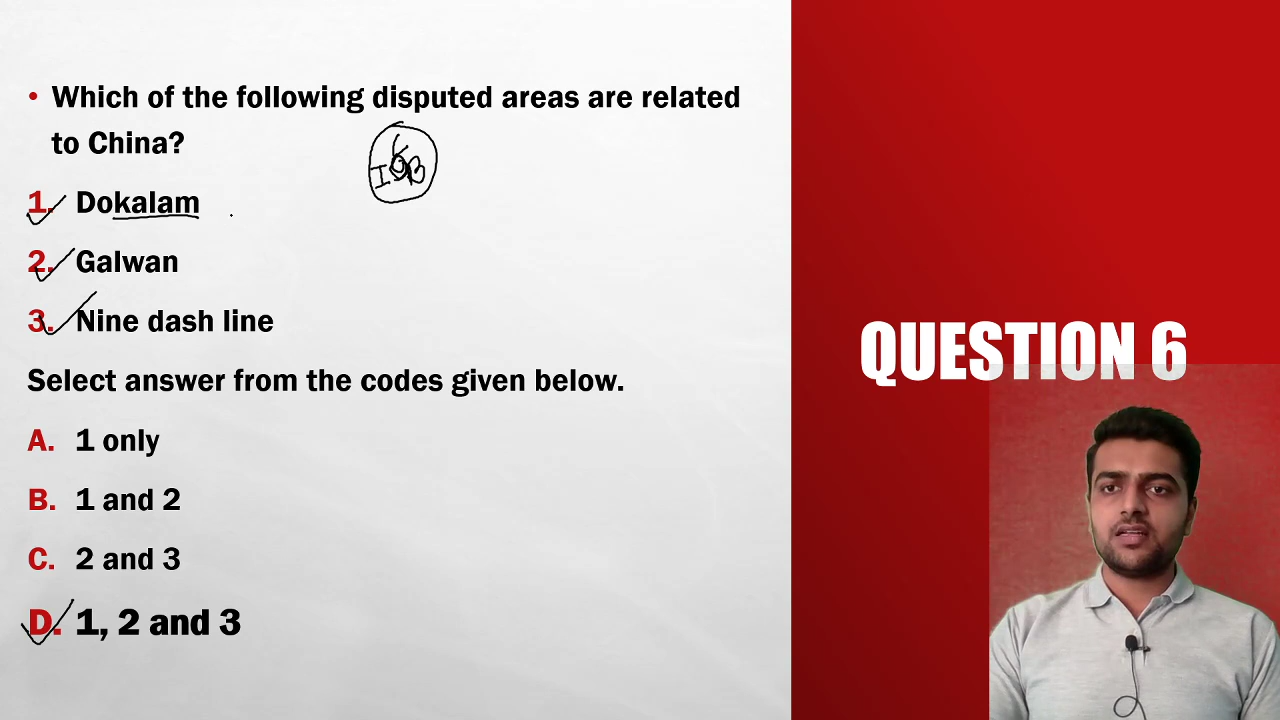 • Which of the following disputed areas are related
to China?
1. Dokalam
2. Galwan
3. Nine dash line
Select answer from the codes given below.
A. 1 only
B. 1 and 2
C. 2 and 3
D. 1, 2 and 3
QUESTION 6